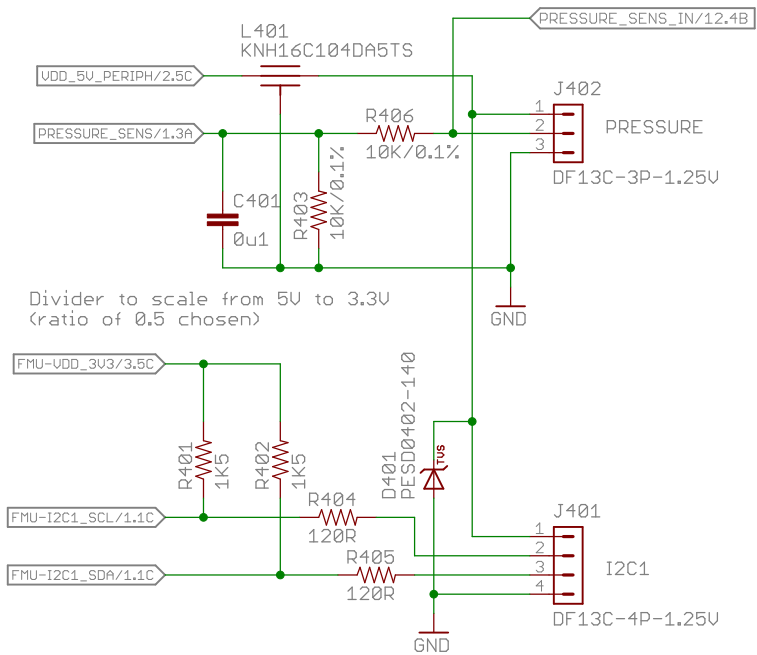 PRESSURE_SENS_IN/12.4B
L401
KNH16C104DA5TS
VDD_5V_PERIPH/2.5C
J402
1
2
3
PRESSURE
DF13C-3P-1.25V
R406
10K/0.1%
PRESSURE_SENS/1.3A
C401
0u1
R403
10K/0.1%
Divider to scale from 5V to 3.3V
(ratio of 0.5 chosen)
GND
FMU-VDD_3V3/3.5C
R401
1K5
R402
1K5
D401
PESD0402-140
TVS
FMU-I2C1_SCL/1.1C
R404
120R
J401
1
2
3
4
I2C1
DF13C-4P-1.25V
FMU-I2C1_SDA/1.1C
R405
120R
GND